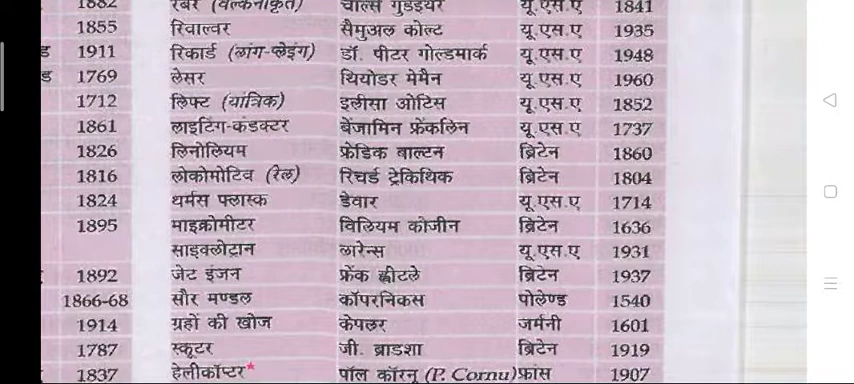 1882 रबर (वल्कनीकृत) चार्ल्स गुडईयर यू.एस.ए 1841
1855 रिवाल्वर सैमुअल कोल्ट यू.एस.ए 1935
ड 1911 रिकार्ड (लांग-प्लेइंग) डॉ. पीटर गोल्डमार्क यू.एस.ए 1948
ड 1769 लेसर थियोडर मेमैन यू.एस.ए 1960
1712 लिफ्ट (यांत्रिक) इलीसा ओटिस यू.एस.ए 1852
1861 लाइटिंग-कंडक्टर बेंजामिन फ्रेंकलिन यू.एस.ए 1737
1826 लिनोलियम फ्रेडिक बाल्टन ब्रिटेन 1860
1816 लोकोमोटिव (रेल) रिचर्ड ट्रेकिथिक ब्रिटेन 1804
1824 थर्मस फ्लास्क डेवार यू.एस.ए 1714
1895 माइक्रोमीटर विलियम कोजीन ब्रिटेन 1636
साइक्लोट्रान लारेन्स यू.एस.ए 1931
1892 जेट इंजन फ्रेंक ह्वीटले ब्रिटेन 1937
1866-68 सौर मण्डल कॉपरनिकस पोलेण्ड 1540
1914 ग्रहों की खोज केपलर जर्मनी 1601
1787 स्कूटर जी. ब्राडशा ब्रिटेन 1919
1837 हेलीकॉप्टर* पॉल कॉरनू (P. Cornu) फ्रांस 1907